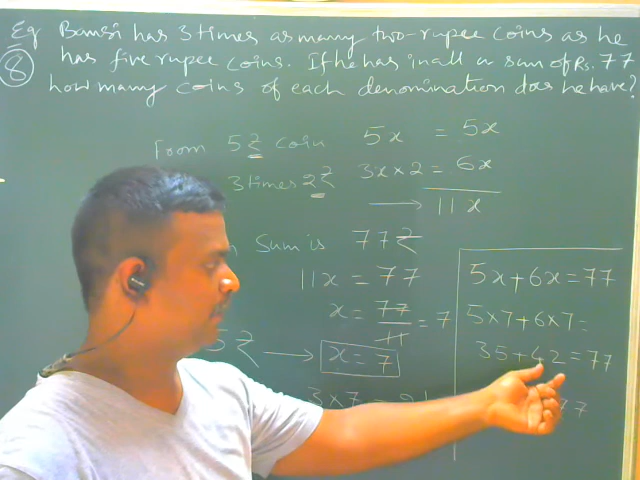 Eg Bansi has 3 times as many two-rupee coins as he
⑧ has five rupee coins. If he has in all a sum of Rs. 77
how many coins of each denomination does he have?
From 5₹ coin 5x = 5x
3 times 2₹ 3x×2 = 6x
→ 11x
Sum is 77₹
11x = 77
x = 77/11 = 7
5₹ → x = 7
3×7 = 21
5x+6x=77
5×7+6×7=
35+42=77
77